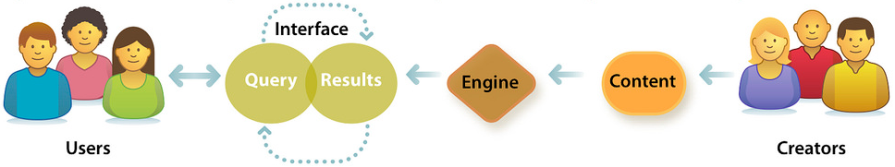 Interface
Query Results
Engine
Content
Users
Creators